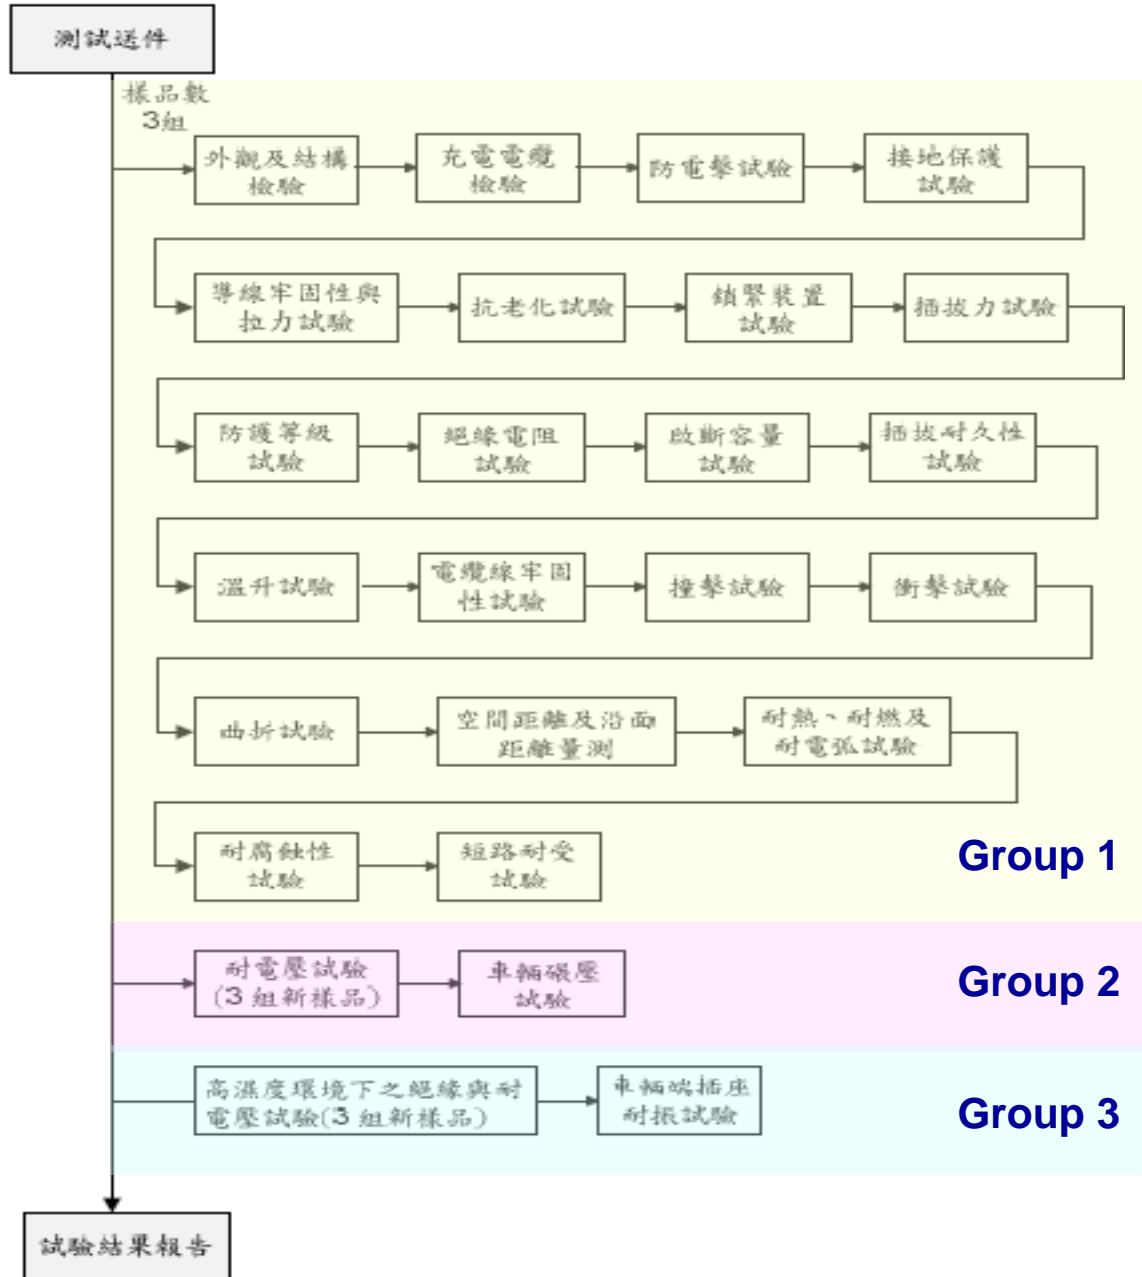 測試送件
樣品數
3組
外觀及結構
檢驗
充電電纜
檢驗
防電擊試驗
接地保護
試驗
導線牢固性與
拉力試驗
抗老化試驗
鎖緊裝置
試驗
插拔力試驗
防護等級
試驗
絕緣電阻
試驗
啟斷容量
試驗
插拔耐久性
試驗
溫升試驗
電纜線牢固
性試驗
撞擊試驗
衝擊試驗
曲折試驗
空間距離及沿面
距離量測
耐熱、耐燃及
耐電弧試驗
耐腐蝕性
試驗
短路耐受
試驗
Group 1
耐電壓試驗
(3 組新樣品)
車輛碾壓
試驗
Group 2
高濕度環境下之絕緣與耐
電壓試驗(3 組新樣品)
車輛端插座
耐振試驗
Group 3
試驗結果報告